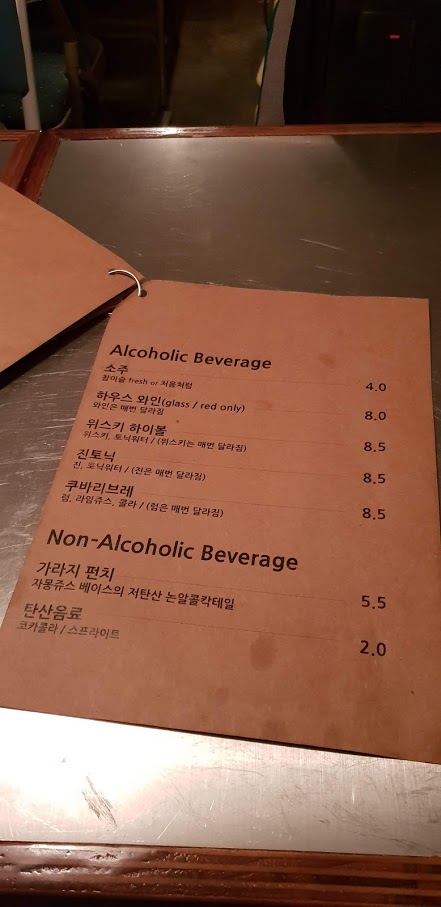 Alcoholic Beverage
소주
참이슬 fresh or 처음처럼
4.0
하우스 와인(glass / red only)
와인은 매번 달라짐
8.0
위스키 하이볼
위스키, 토닉워터 / (위스키는 매번 달라짐)
8.5
진토닉
진, 토닉워터 / (진은 매번 달라짐)
8.5
쿠바리브레
럼, 라임쥬스, 콜라 / (럼은 매번 달라짐)
8.5
Non-Alcoholic Beverage
가라지 펀치
자몽쥬스 베이스의 저탄산 논알콜칵테일
5.5
탄산음료
코카콜라 / 스프라이트
2.0